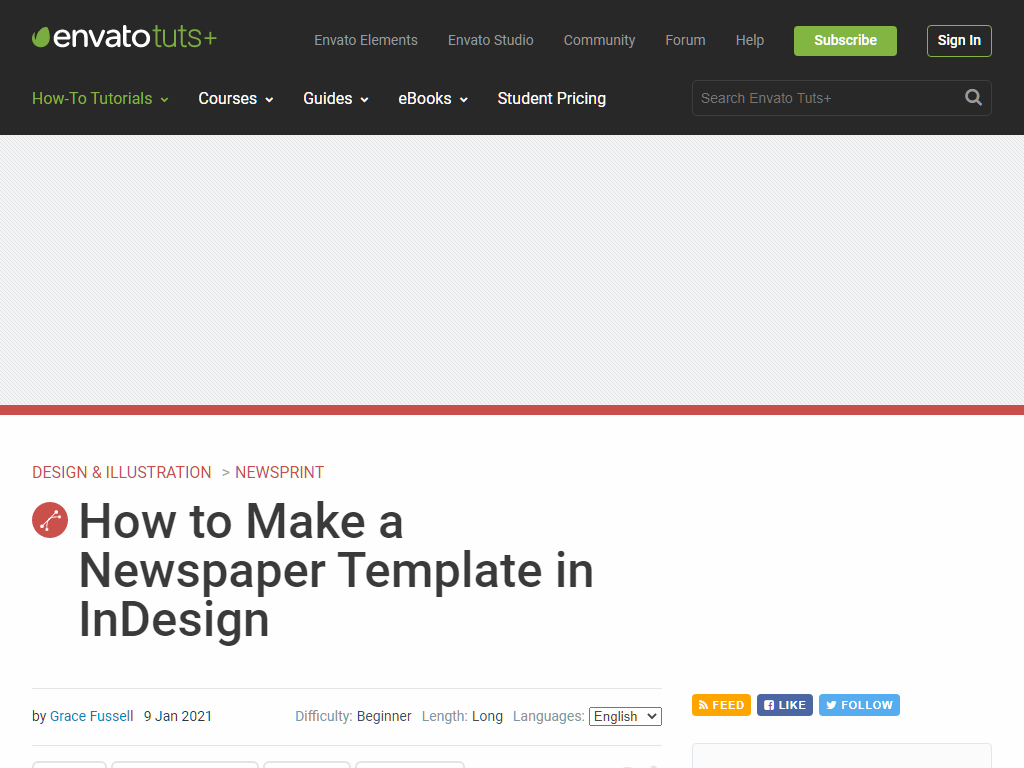 envatotuts+
Envato Elements Envato Studio Community Forum Help Subscribe Sign In
How-To Tutorials Courses Guides eBooks Student Pricing Search Envato Tuts+
DESIGN & ILLUSTRATION > NEWSPRINT
How to Make a
Newspaper Template in
InDesign
by Grace Fussell 9 Jan 2021 Difficulty: Beginner Length: Long Languages: English
FEED LIKE FOLLOW